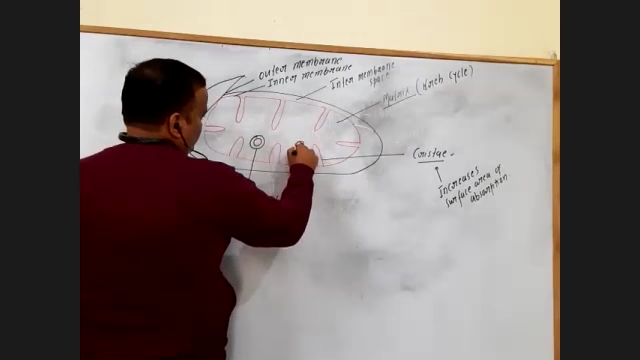 Outer membrane
Inner membrane
Inter membrane
space
Matrix (Kreb cycle)
Cristae
Increases
surface area of
absorption